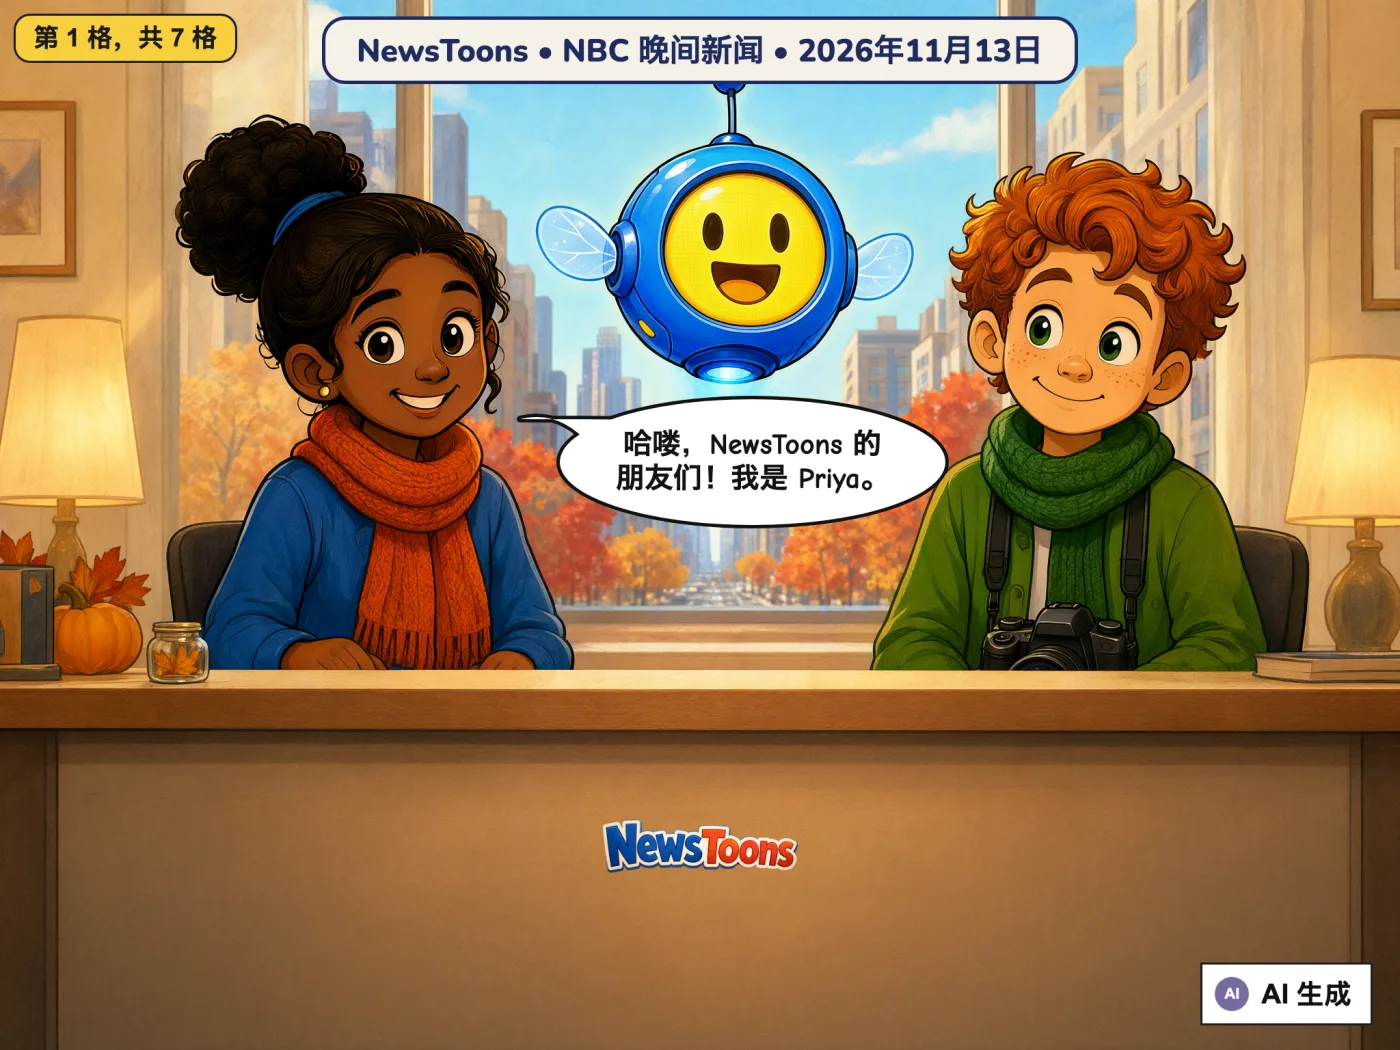 第 1 格，共 7 格
NewsToons • NBC 晚间新闻 • 2026年11月13日
哈喽，NewsToons 的
朋友们！我是 Priya。
NewsToons
AI AI 生成